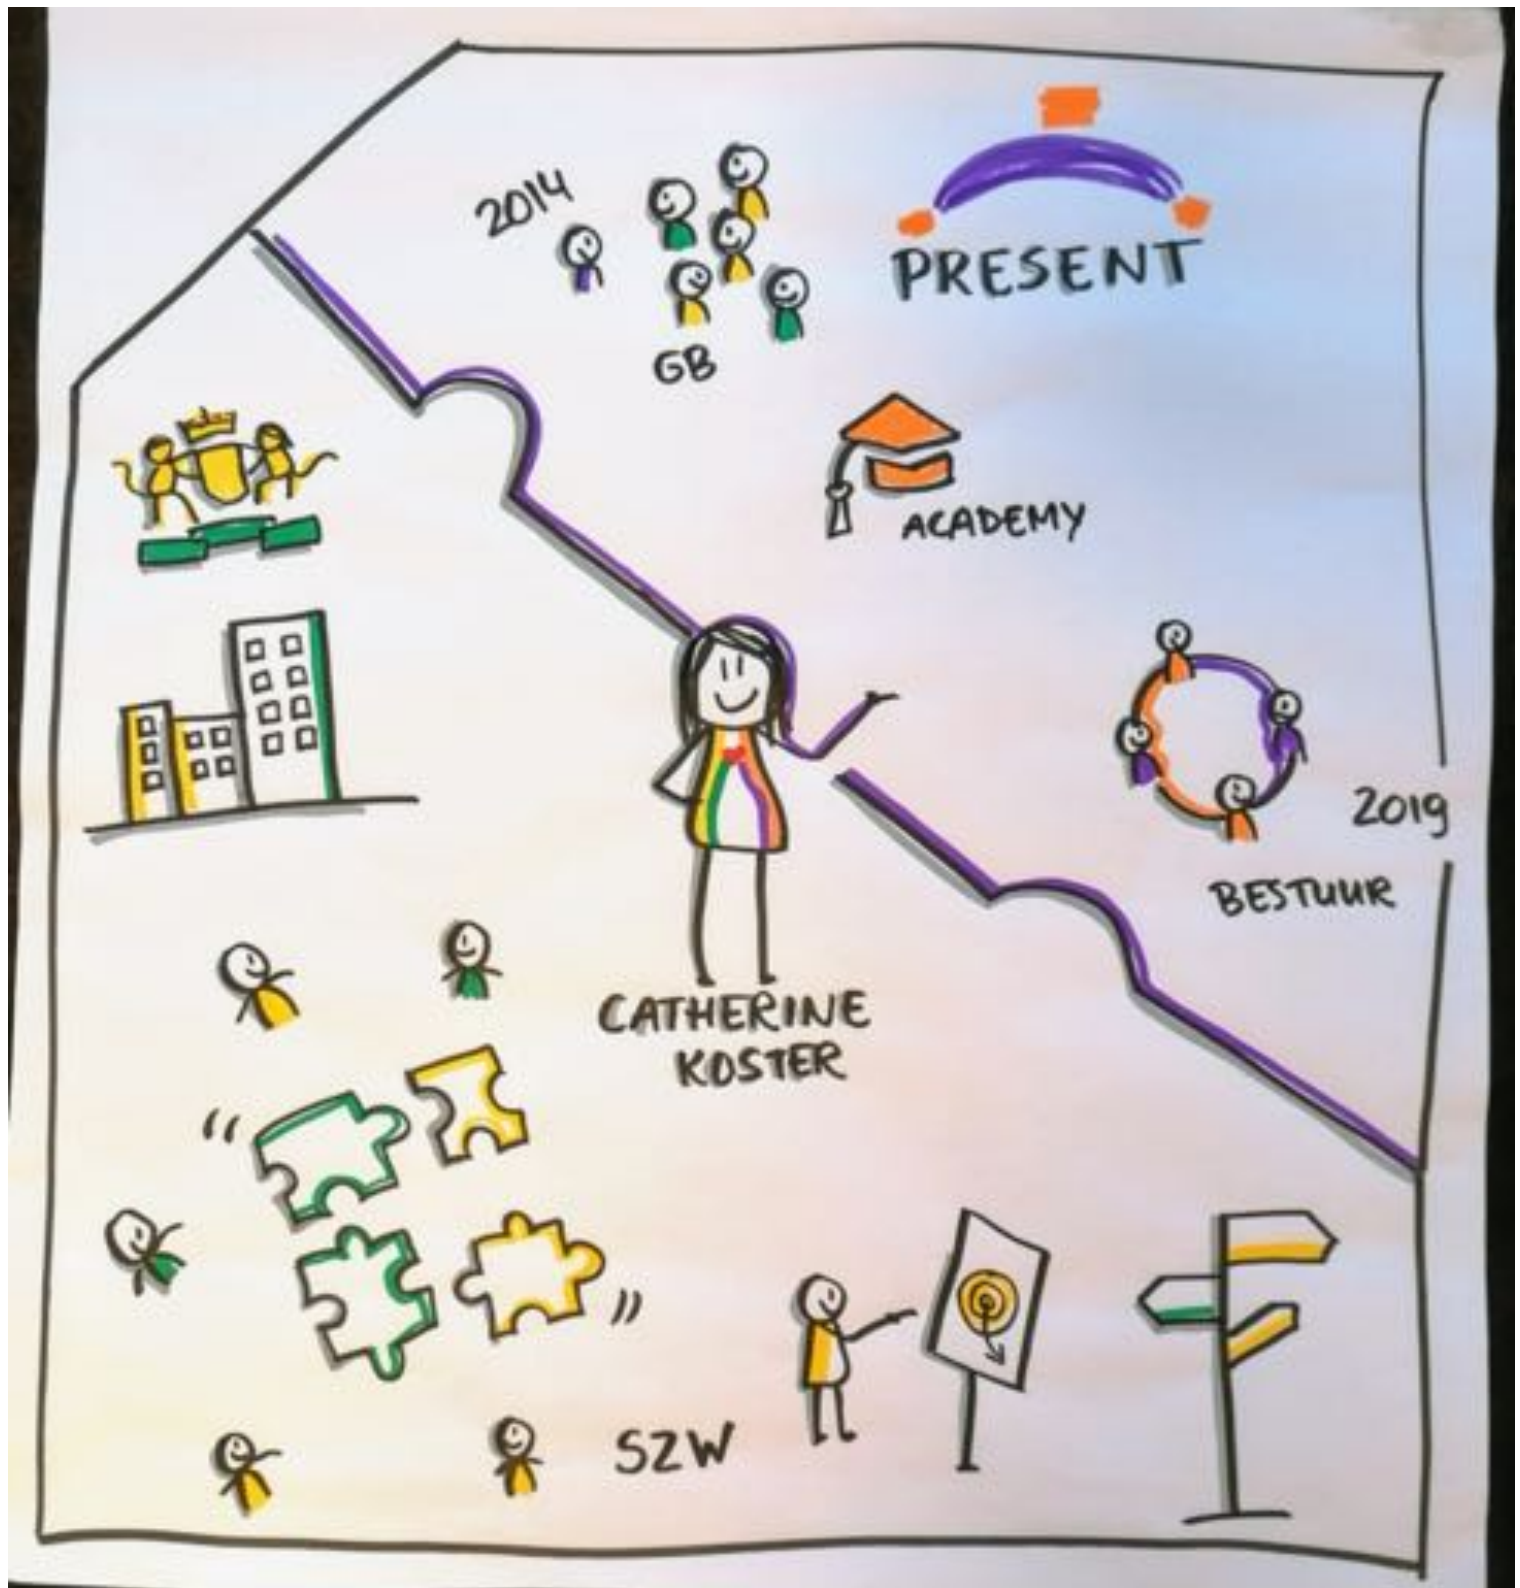 2014
PRESENT
GB
ACADEMY
2019
BESTUUR
CATHERINE
KOSTER
SZW